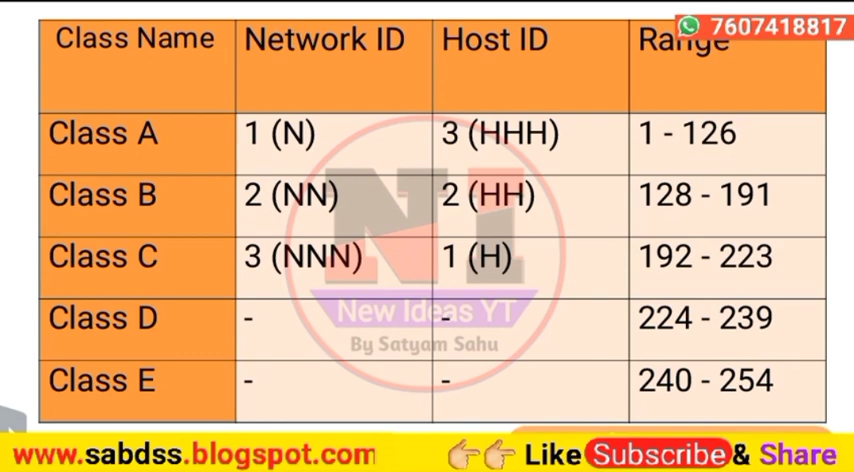 7607418817
Class Name Network ID Host ID Range
Class A 1 (N) 3 (HHH) 1 - 126
Class B 2 (NN) 2 (HH) 128 - 191
Class C 3 (NNN) 1 (H) 192 - 223
Class D - - 224 - 239
Class E - - 240 - 254
NI
New Ideas YT
By Satyam Sahu
www.sabdss.blogspot.com Like Subscribe & Share